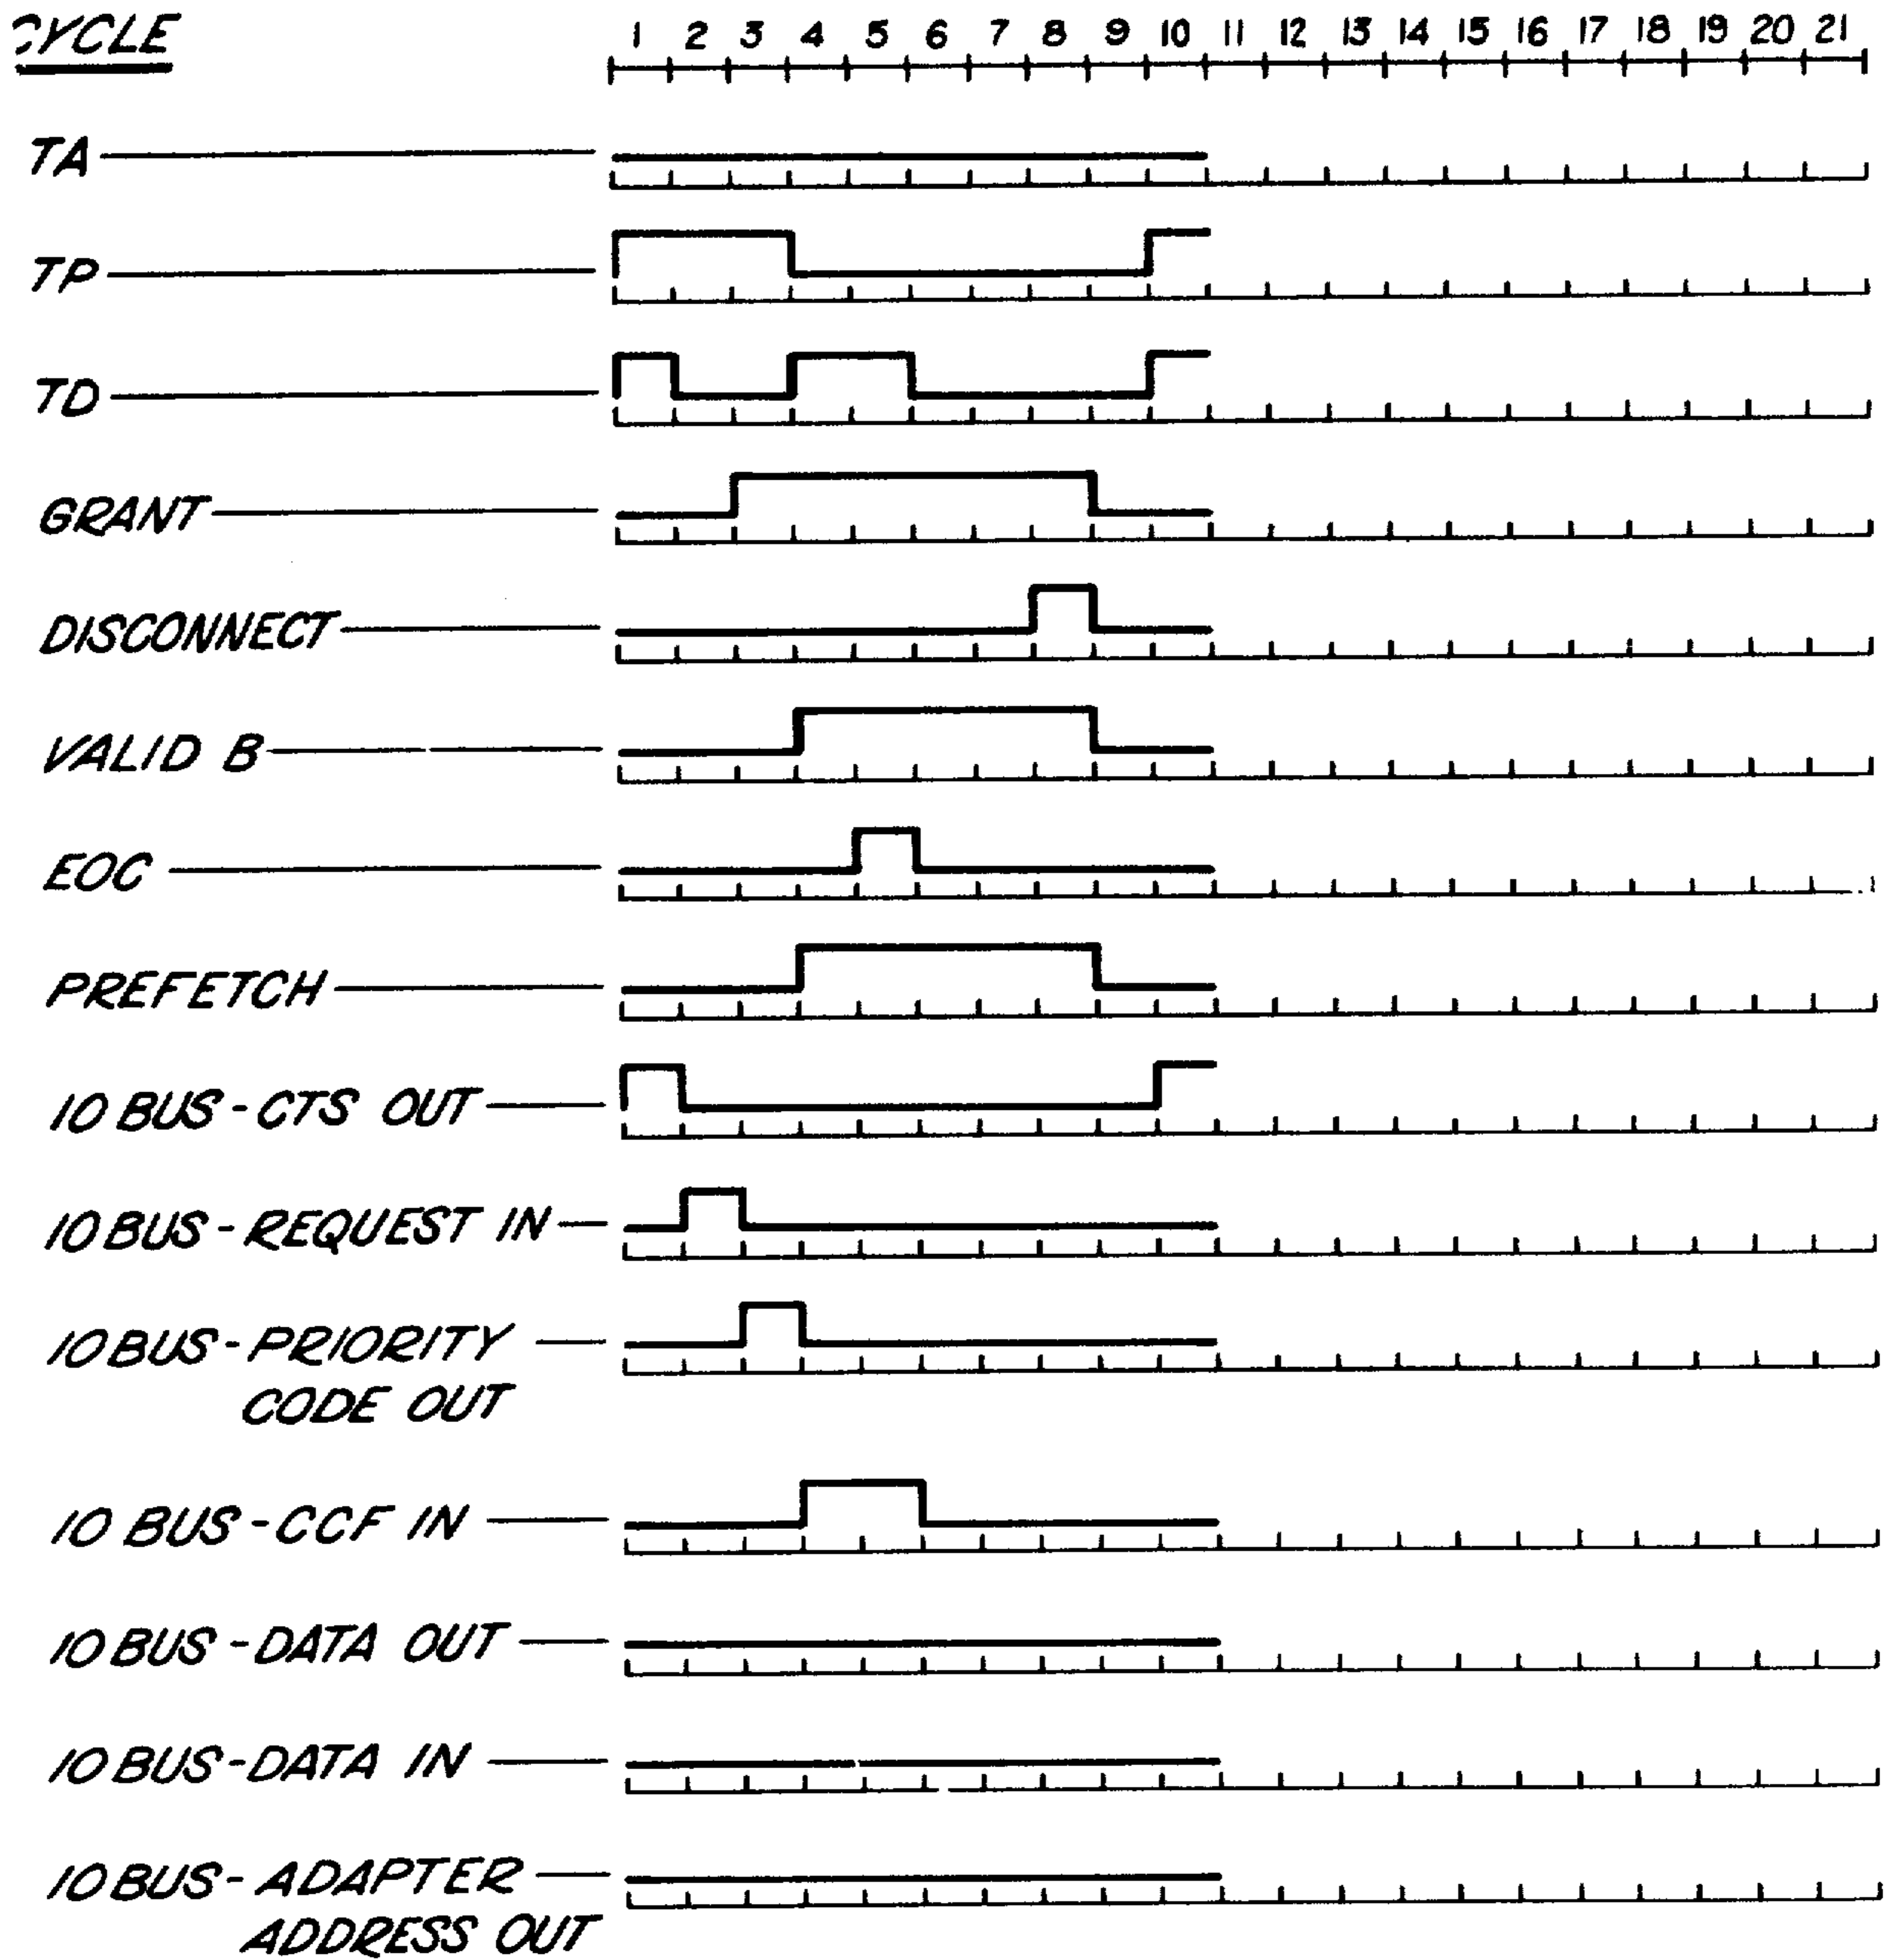 CYCLE
1 2 3 4 5 6 7 8 9 10 11 12 13 14 15 16 17 18 19 20 21
TA
TP
TD
GRANT
DISCONNECT
VALID B
EOC
PREFETCH
IO BUS - CTS OUT
IO BUS - REQUEST IN
IO BUS - PRIORITY
CODE OUT
IO BUS - CCF IN
IO BUS - DATA OUT
IO BUS - DATA IN
IO BUS - ADAPTER
ADDRESS OUT